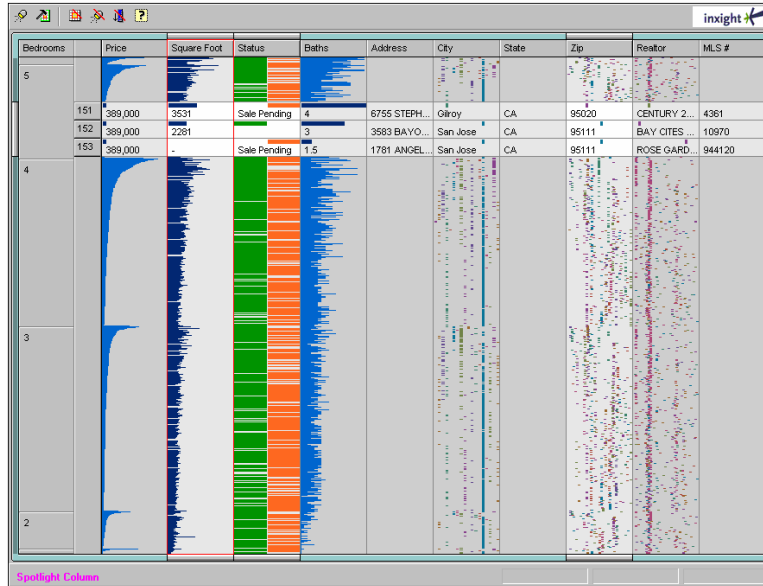 inxight
Bedrooms Price Square Foot Status Baths Address City State Zip Realtor MLS #
5
151 389,000 3531 Sale Pending 4 6755 STEPH... Gilroy CA 95020 CENTURY 2... 4361
152 389,000 2281 3 3583 BAYO... San Jose CA 95111 BAY CITES ... 10970
153 389,000 - Sale Pending 1.5 1781 ANGEL... San Jose CA 95111 ROSE GARD... 944120
4
3
2
Spotlight Column